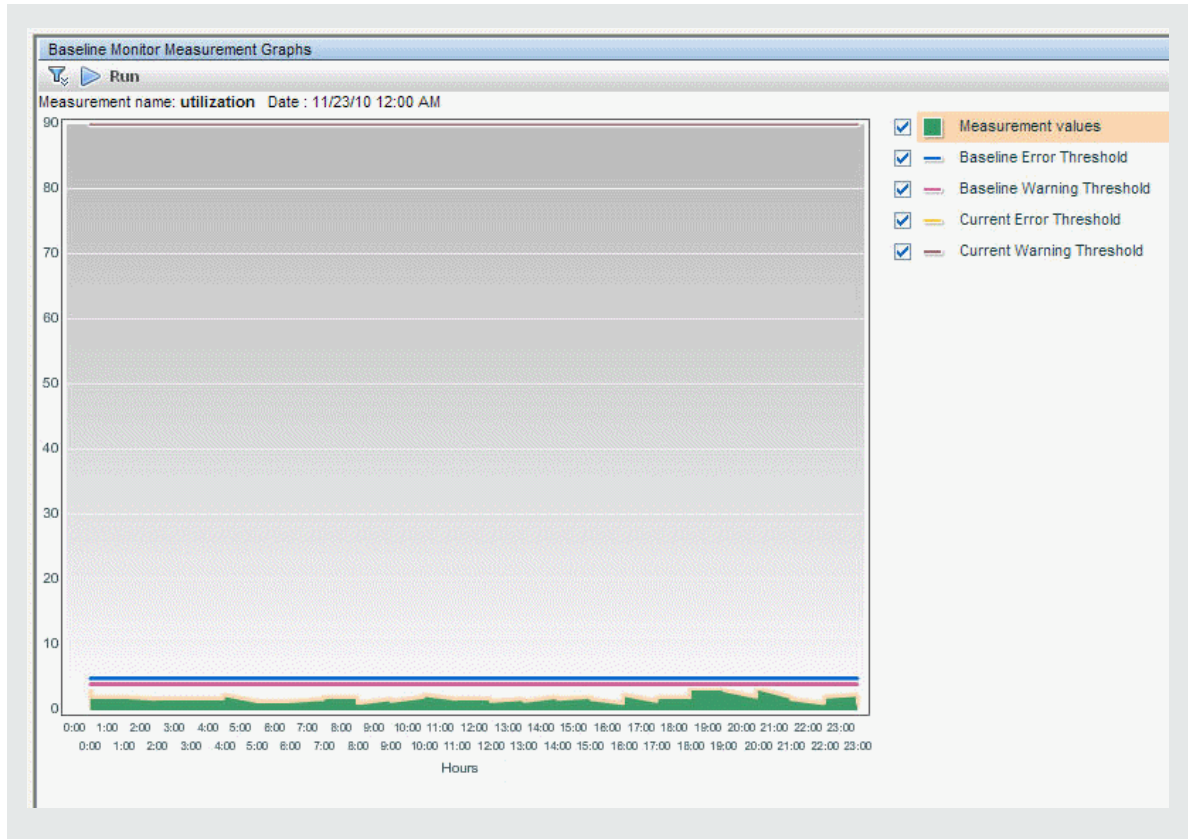 Baseline Monitor Measurement Graphs
Run
Measurement name: utilization Date : 11/23/10 12:00 AM
90
80
70
60
50
40
30
20
10
0
0:00 1:00 2:00 3:00 4:00 5:00 6:00 7:00 8:00 9:00 10:00 11:00 12:00 13:00 14:00 15:00 16:00 17:00 18:00 19:00 20:00 21:00 22:00 23:00
0:00 1:00 2:00 3:00 4:00 5:00 6:00 7:00 8:00 9:00 10:00 11:00 12:00 13:00 14:00 15:00 16:00 17:00 18:00 19:00 20:00 21:00 22:00 23:00
Hours
Measurement values
Baseline Error Threshold
Baseline Warning Threshold
Current Error Threshold
Current Warning Threshold